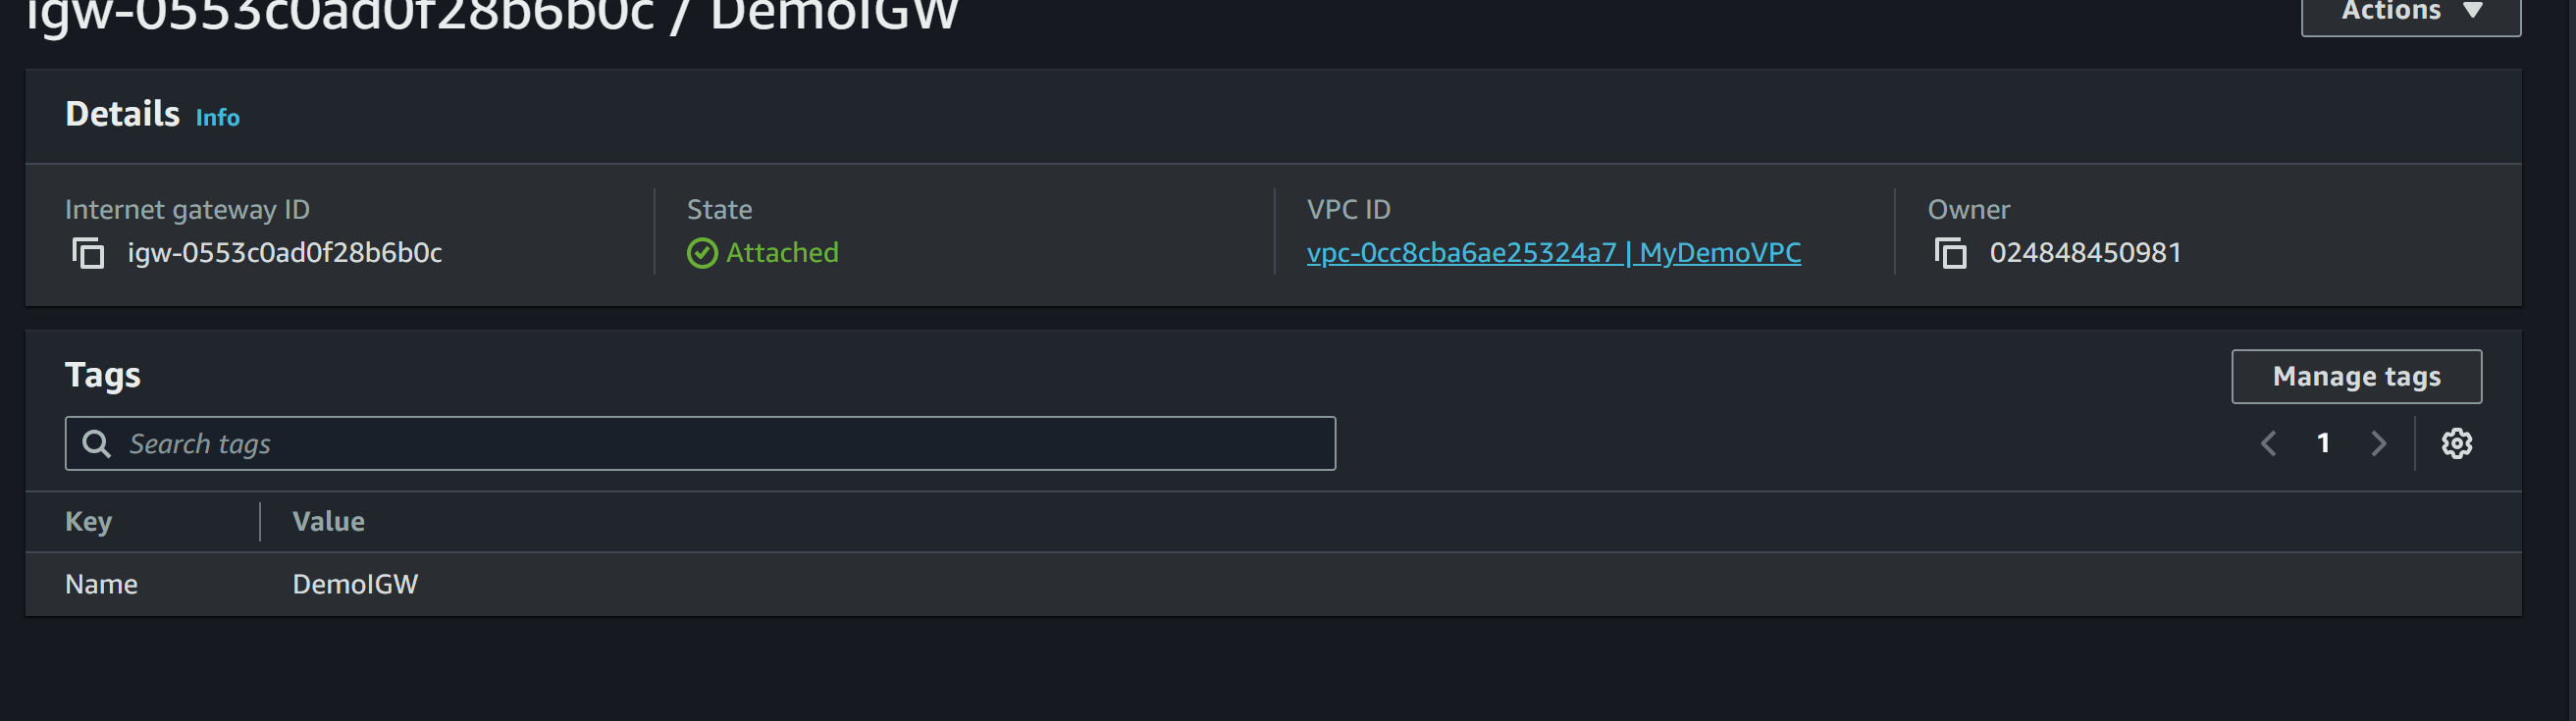 igw-0553c0ad0f28b6b0c / DemoIGW
Actions
Details Info
Internet gateway ID
igw-0553c0ad0f28b6b0c
State
Attached
VPC ID
vpc-0cc8cba6ae25324a7 | MyDemoVPC
Owner
024848450981
Tags
Manage tags
Search tags
1
Key Value
Name DemoIGW